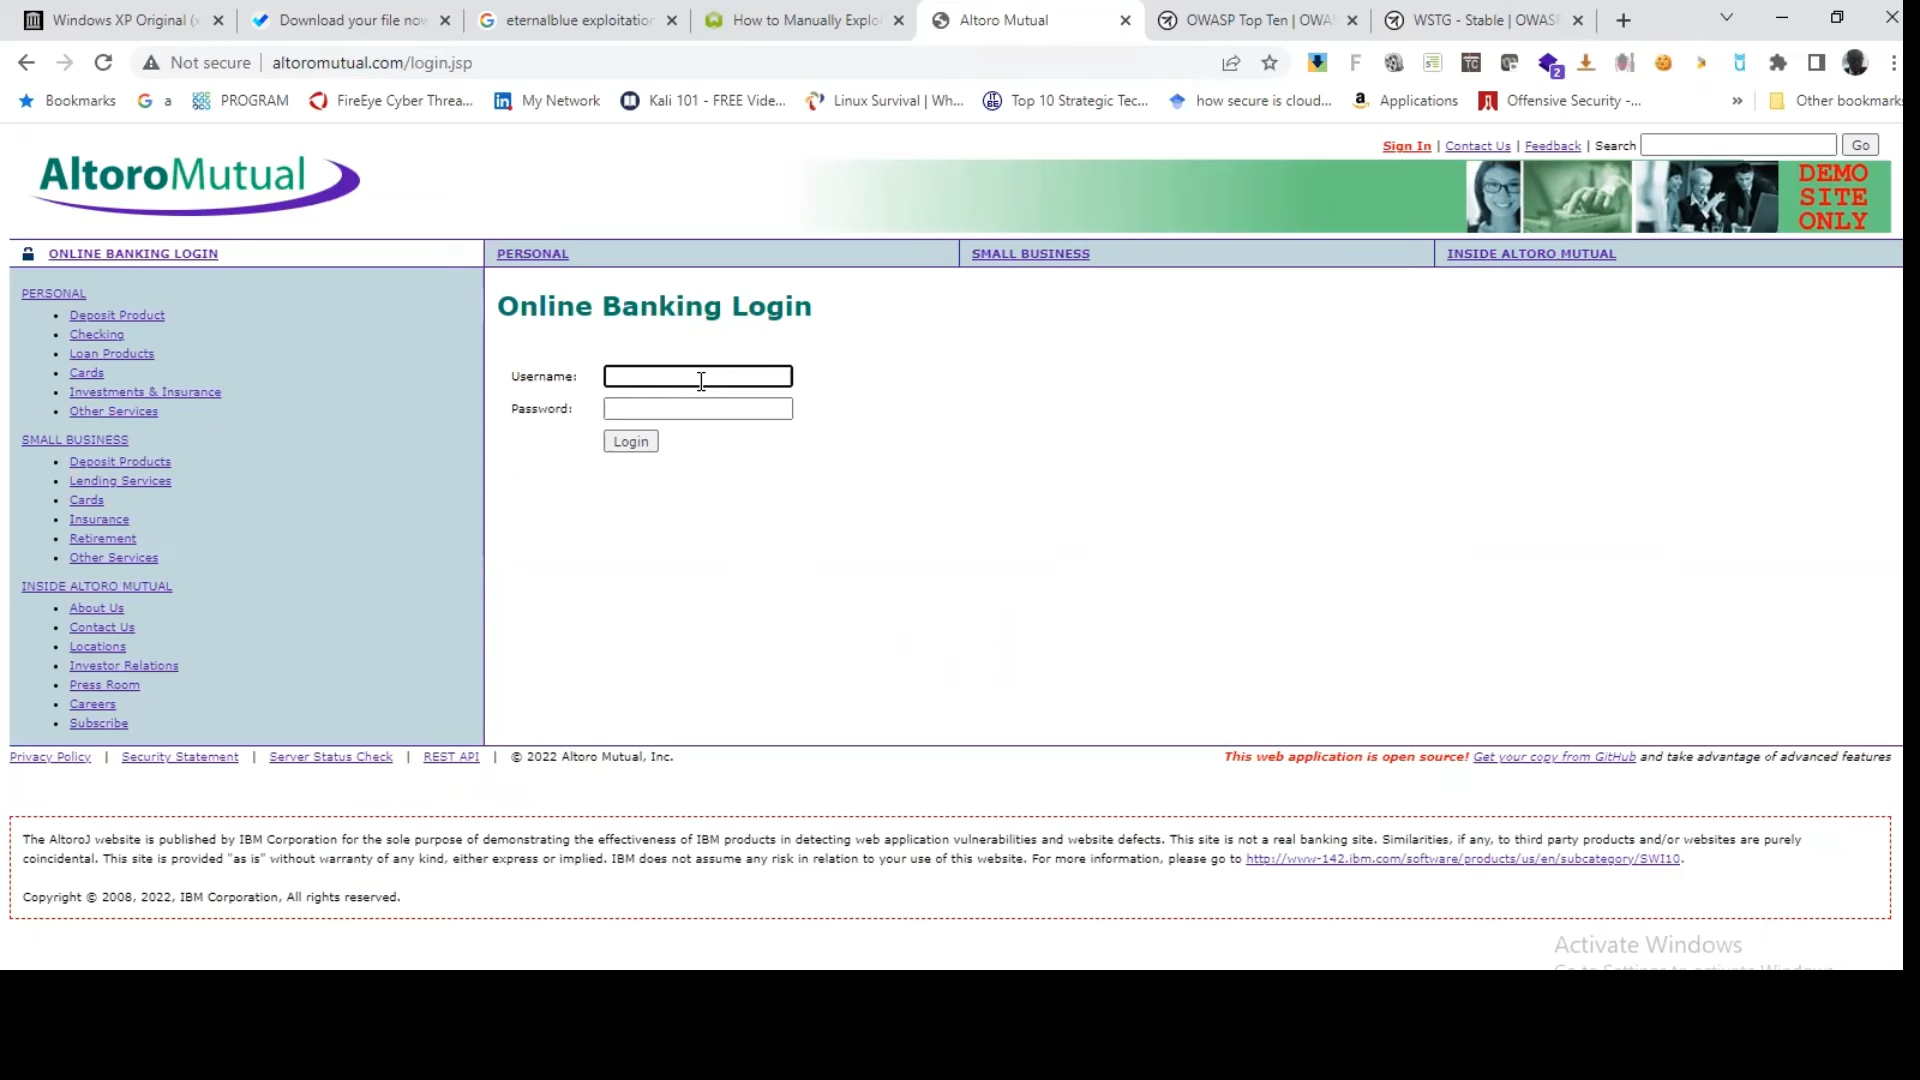 Windows XP Original (x
Download your file now
eternalblue exploitation
How to Manually Explo
Altoro Mutual
OWASP Top Ten | OWA
WSTG - Stable | OWAS
Not secure
altoromutual.com/login.jsp
F
TC
2
Bookmarks
G a
PROGRAM
FireEye Cyber Threa...
My Network
Kali 101 - FREE Vide...
Linux Survival | Wh...
Top 10 Strategic Tec...
how secure is cloud...
Applications
Offensive Security -...
»
Other bookmarks
Sign In | Contact Us | Feedback | Search
Go
AltoroMutual
DEMO
SITE
ONLY
ONLINE BANKING LOGIN
PERSONAL
SMALL BUSINESS
INSIDE ALTORO MUTUAL
PERSONAL
Deposit Product
Checking
Loan Products
Cards
Investments & Insurance
Other Services
SMALL BUSINESS
Deposit Products
Lending Services
Cards
Insurance
Retirement
Other Services
INSIDE ALTORO MUTUAL
About Us
Contact Us
Locations
Investor Relations
Press Room
Careers
Subscribe
Online Banking Login
Username:
Password:
Login
Privacy Policy | Security Statement | Server Status Check | REST API | © 2022 Altoro Mutual, Inc.
This web application is open source! Get your copy from GitHub and take advantage of advanced features
The AltoroJ website is published by IBM Corporation for the sole purpose of demonstrating the effectiveness of IBM products in detecting web application vulnerabilities and website defects. This site is not a real banking site. Similarities, if any, to third party products and/or websites are purely
coincidental. This site is provided "as is" without warranty of any kind, either express or implied. IBM does not assume any risk in relation to your use of this website. For more information, please go to http://www-142.ibm.com/software/products/us/en/subcategory/SWI10.
Copyright © 2008, 2022, IBM Corporation, All rights reserved.
Activate Windows